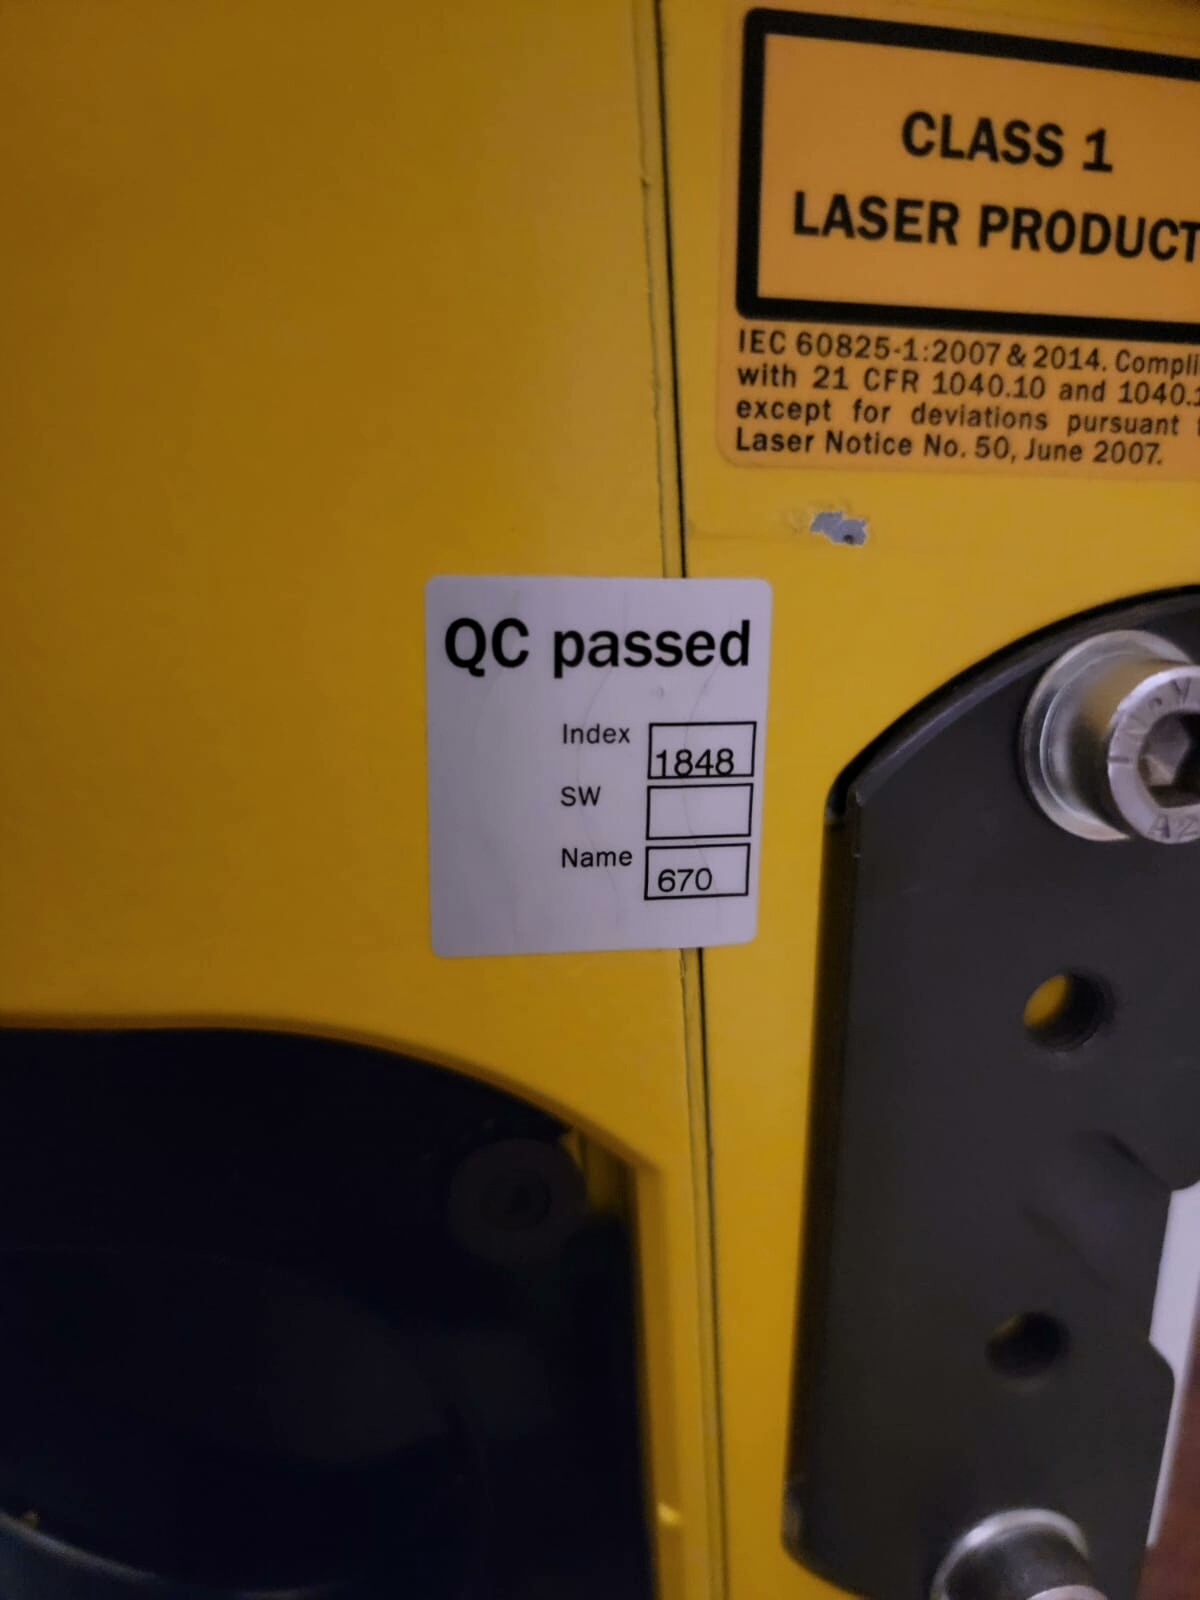 CLASS 1
LASER PRODUCT
IEC 60825-1:2007 & 2014.
with 21 CFR 1040.10 and
except for deviations pursuant
Laser Notice No. 50, June 2007.
QC passed
Index 1848
SW
Name 670